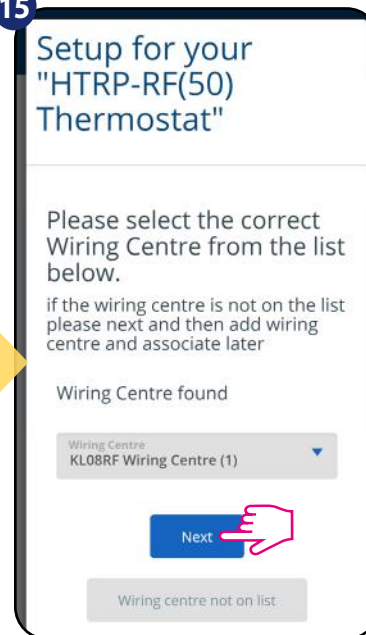 15
Setup for your
"HTRP-RF(50)
Thermostat"
Please select the correct
Wiring Centre from the list
below.
if the wiring centre is not on the list
please next and then add wiring
centre and associate later
Wiring Centre found
Wiring Centre
KL08RF Wiring Centre (1)
Next
Wiring centre not on list